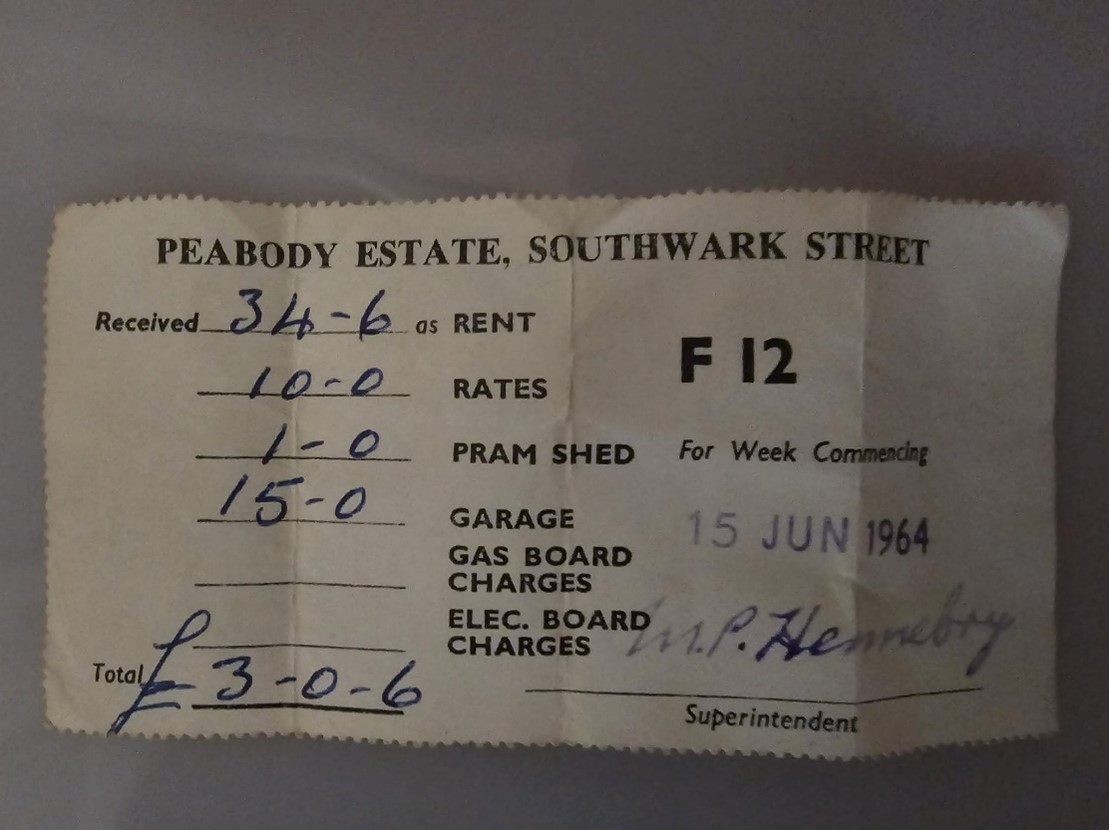 PEABODY ESTATE, SOUTHWARK STREET
Received 34-6 as RENT
10-0 RATES
1-0 PRAM SHED
15-0 GARAGE
GAS BOARD
CHARGES
ELEC. BOARD
CHARGES
Total £ 3-0-6
F 12
For Week Commencing
15 JUN 1964
M.P. Hennebry
Superintendent